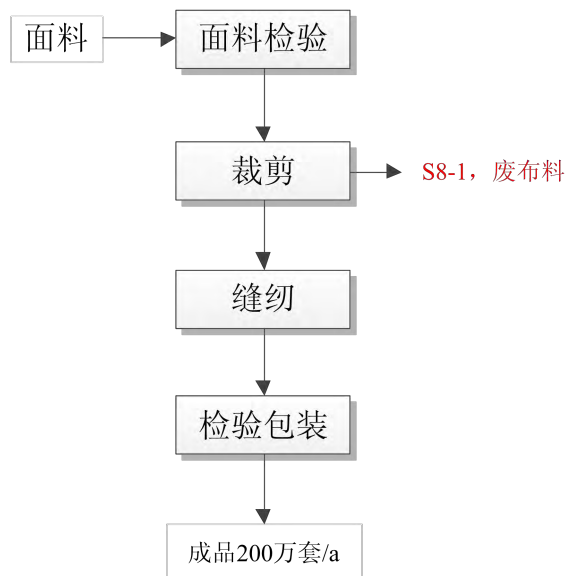 面料
面料检验
裁剪
S8-1，废布料
缝纫
检验包装
成品200万套/a